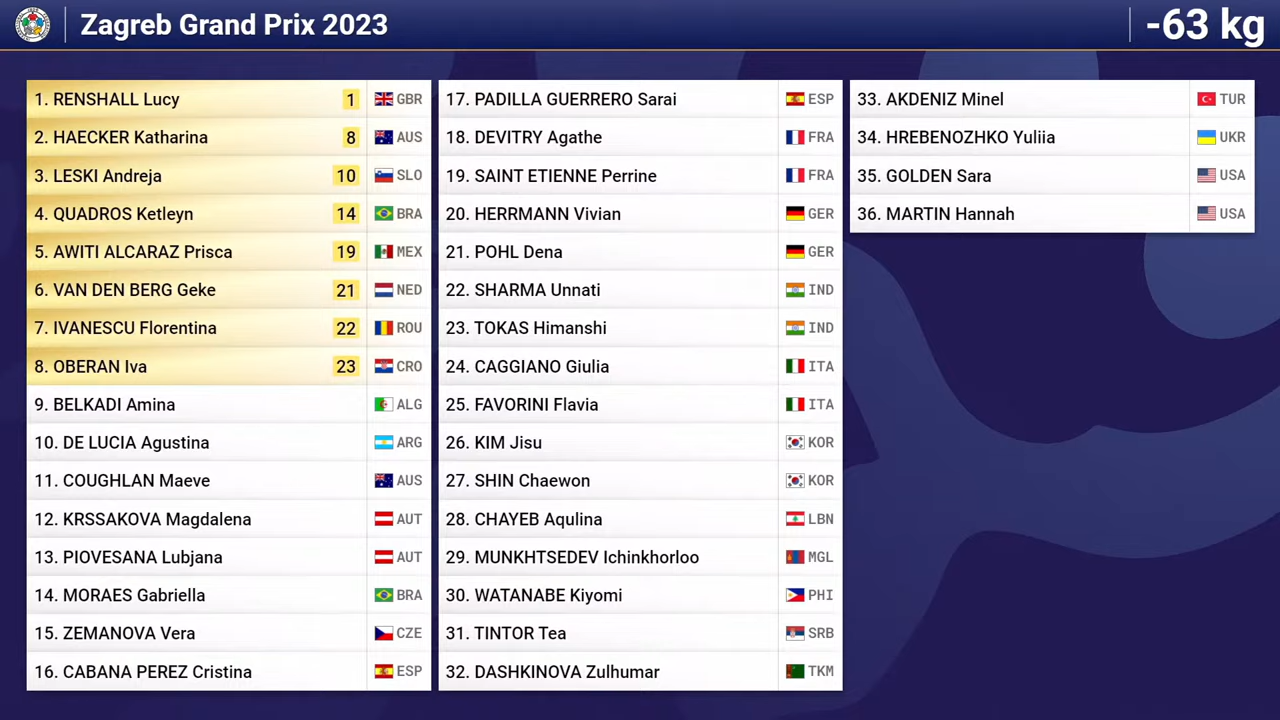 Zagreb Grand Prix 2023
-63 kg
1. RENSHALL Lucy 1 GBR
2. HAECKER Katharina 8 AUS
3. LESKI Andreja 10 SLO
4. QUADROS Ketleyn 14 BRA
5. AWITI ALCARAZ Prisca 19 MEX
6. VAN DEN BERG Geke 21 NED
7. IVANESCU Florentina 22 ROU
8. OBERAN Iva 23 CRO
9. BELKADI Amina ALG
10. DE LUCIA Agustina ARG
11. COUGHLAN Maeve AUS
12. KRSSAKOVA Magdalena AUT
13. PIOVESANA Lubjana AUT
14. MORAES Gabriella BRA
15. ZEMANOVA Vera CZE
16. CABANA PEREZ Cristina ESP
17. PADILLA GUERRERO Sarai ESP
18. DEVITRY Agathe FRA
19. SAINT ETIENNE Perrine FRA
20. HERRMANN Vivian GER
21. POHL Dena GER
22. SHARMA Unnati IND
23. TOKAS Himanshi IND
24. CAGGIANO Giulia ITA
25. FAVORINI Flavia ITA
26. KIM Jisu KOR
27. SHIN Chaewon KOR
28. CHAYEB Aqulina LBN
29. MUNKHTSEDEV Ichinkhorloo MGL
30. WATANABE Kiyomi PHI
31. TINTOR Tea SRB
32. DASHKINOVA Zulhumar TKM
33. AKDENIZ Minel TUR
34. HREBENOZHKO Yuliia UKR
35. GOLDEN Sara USA
36. MARTIN Hannah USA